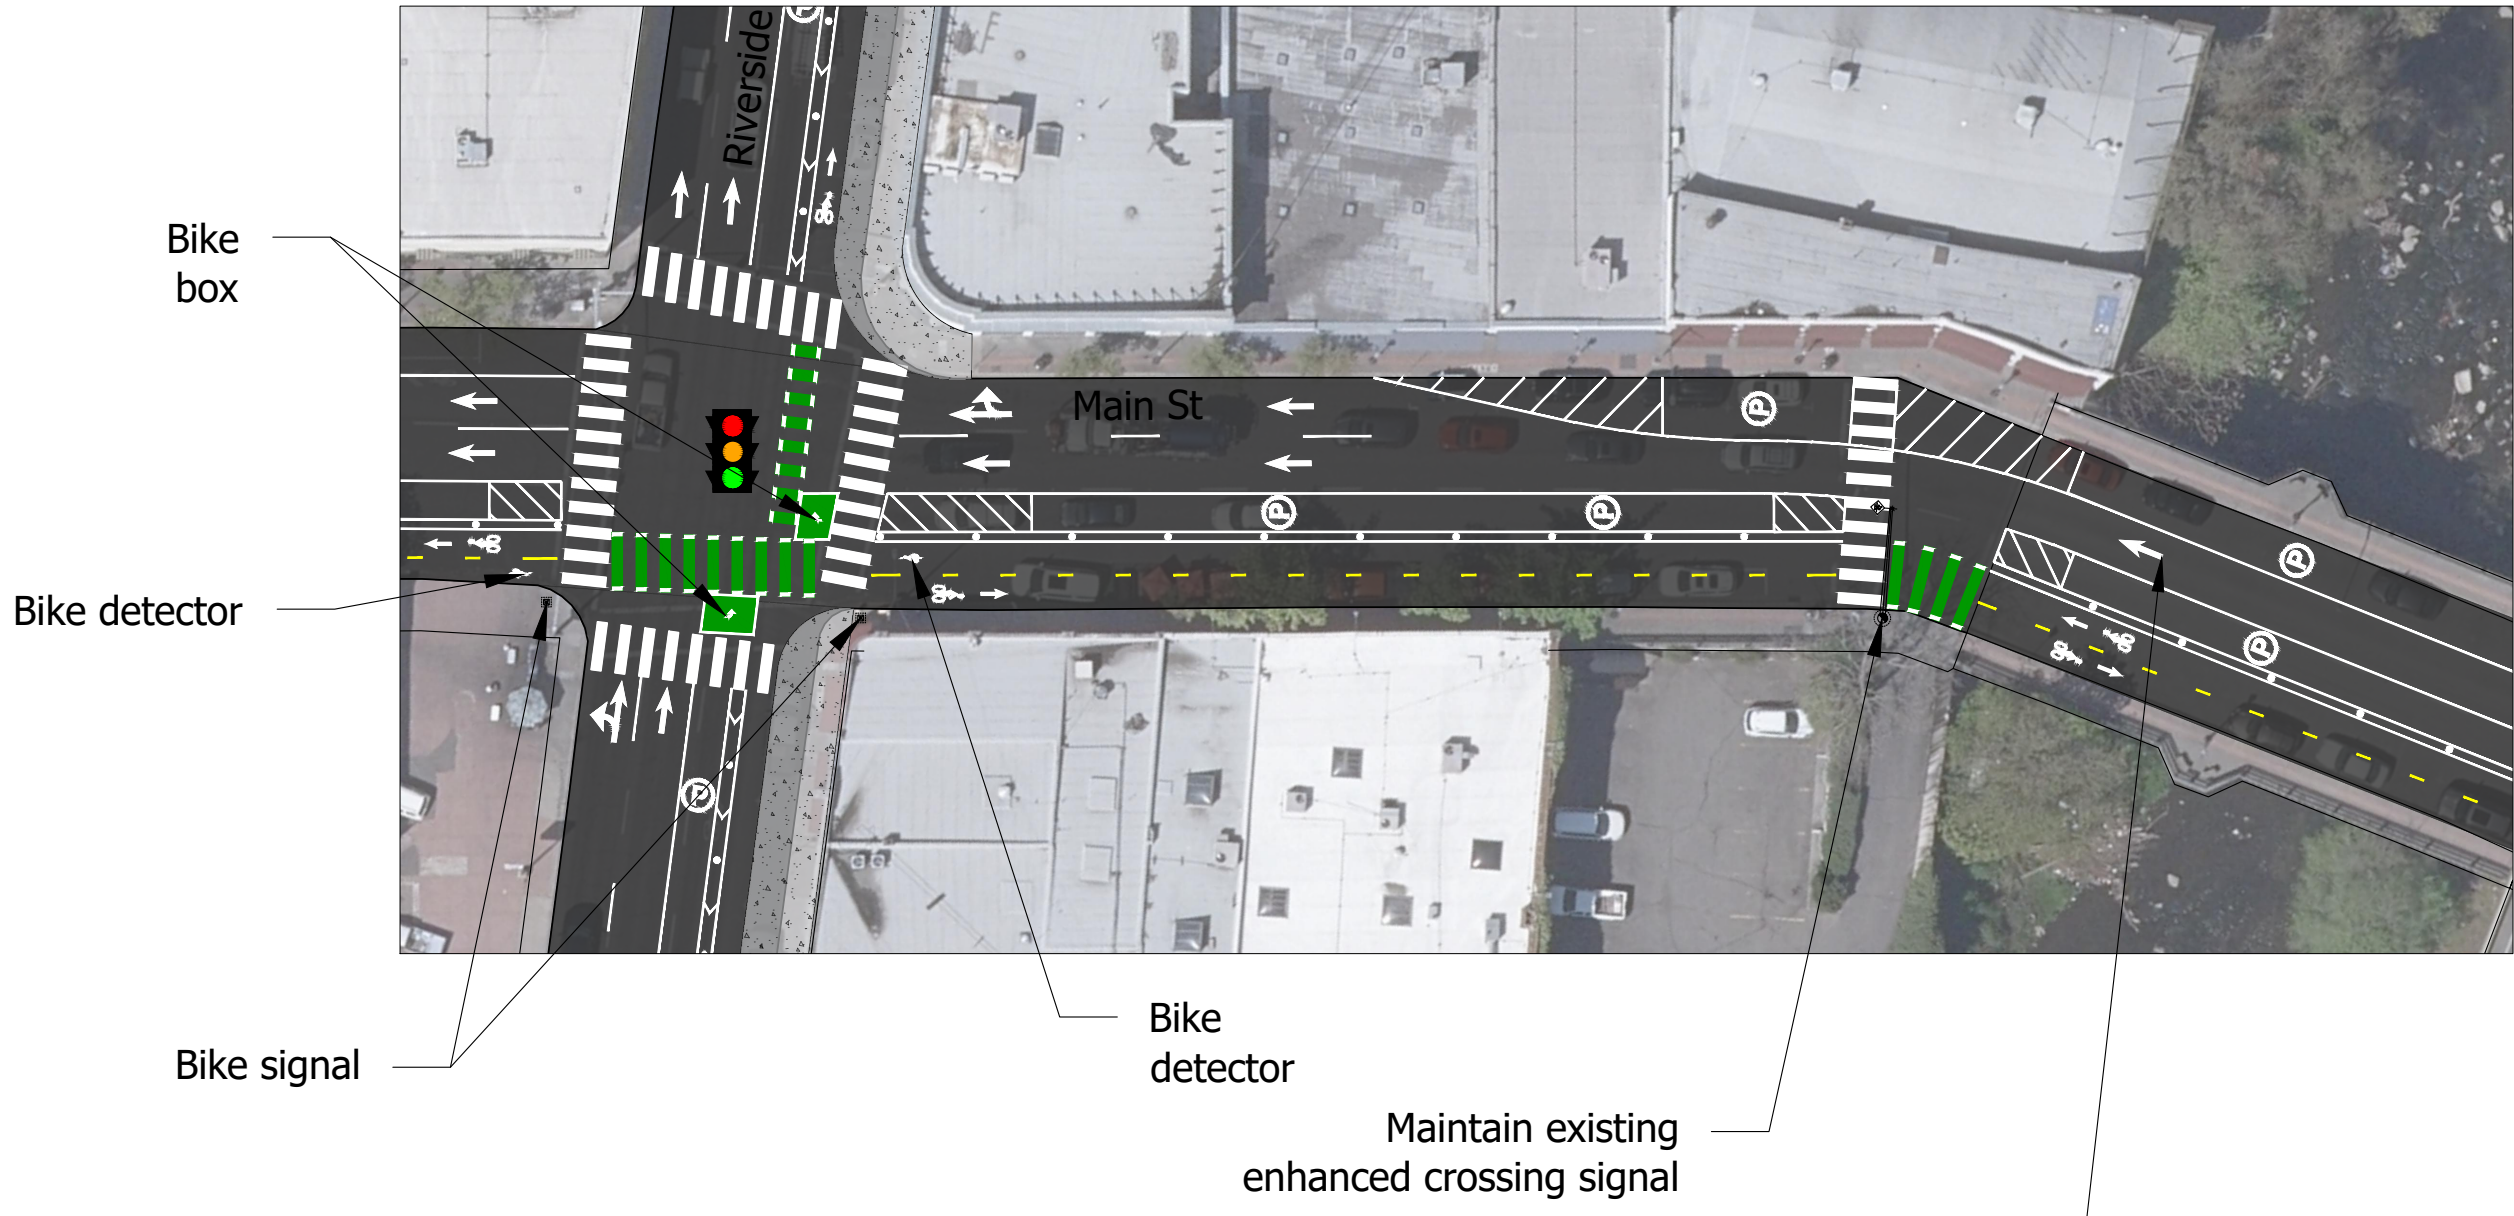 Riverside
Bike
box
Main St
Bike detector
Bike signal
Bike
detector
Maintain existing
enhanced crossing signal
P
P
P
P
P
P